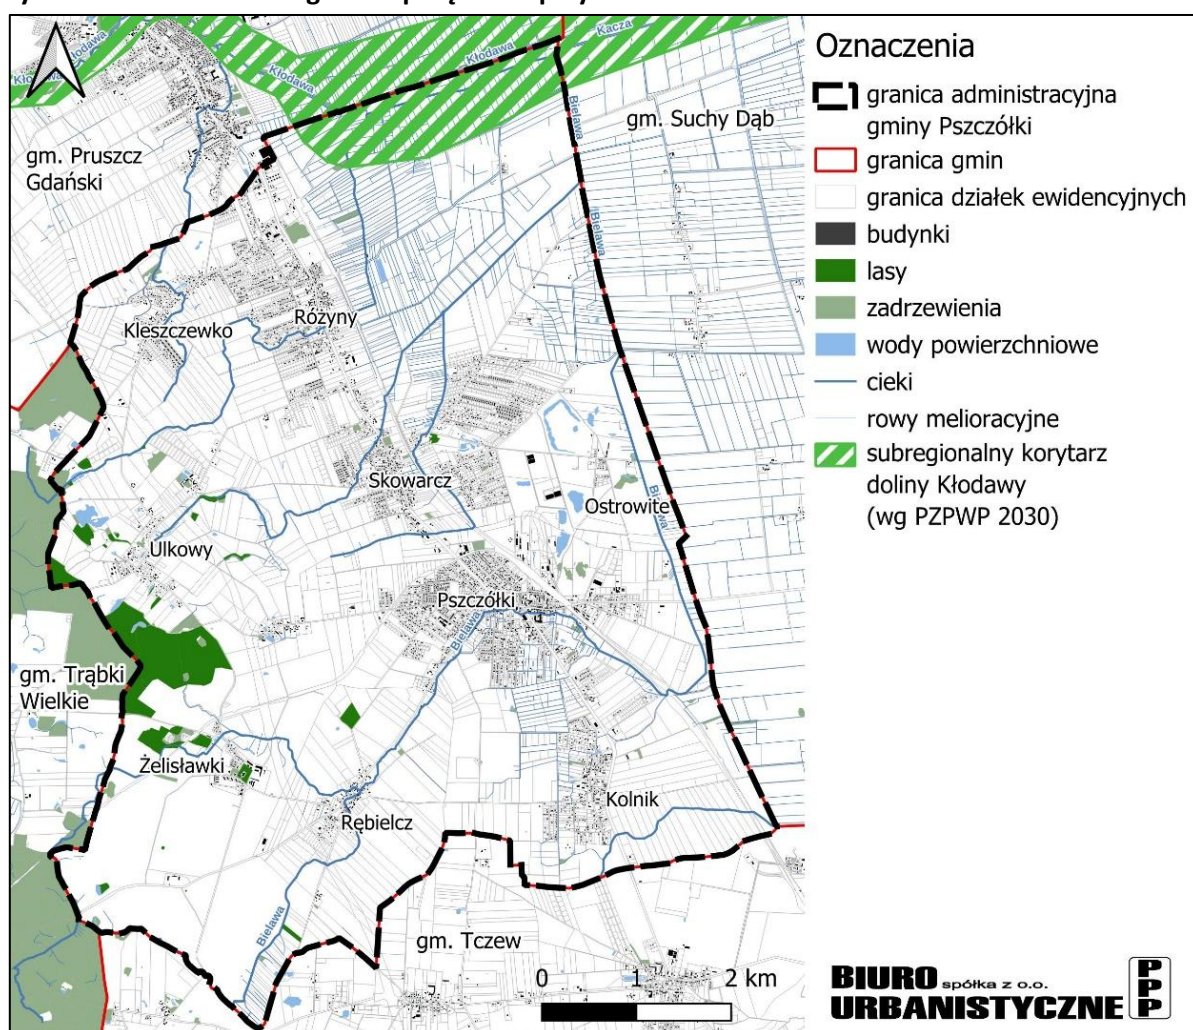 Oznaczenia
granica administracyjna
gminy Pszczółki
granica gmin
granica działek ewidencyjnych
budynki
lasy
zadrzewienia
wody powierzchniowe
cieki
rowy melioracyjne
subregionalny korytarz
doliny Kłodawy
(wg PZPWP 2030)
Kłodawa
Kłodawa
Kłodawa
Kłodawa
Kacza
Bielawa
gm. Suchy Dąb
gm. Pruszcz
Gdański
Bielawa
Kleszczewko
Różyny
Skowarcz
Ostrowite
Bielawa
Ulkowy
Pszczółki
Bielawa
gm. Trąbki
Wielkie
Żelisławki
Rębielcz
Kolnik
Bielawa
gm. Tczew
0 1 2 km
BIURO spółka z o.o.
URBANISTYCZNE
PPP